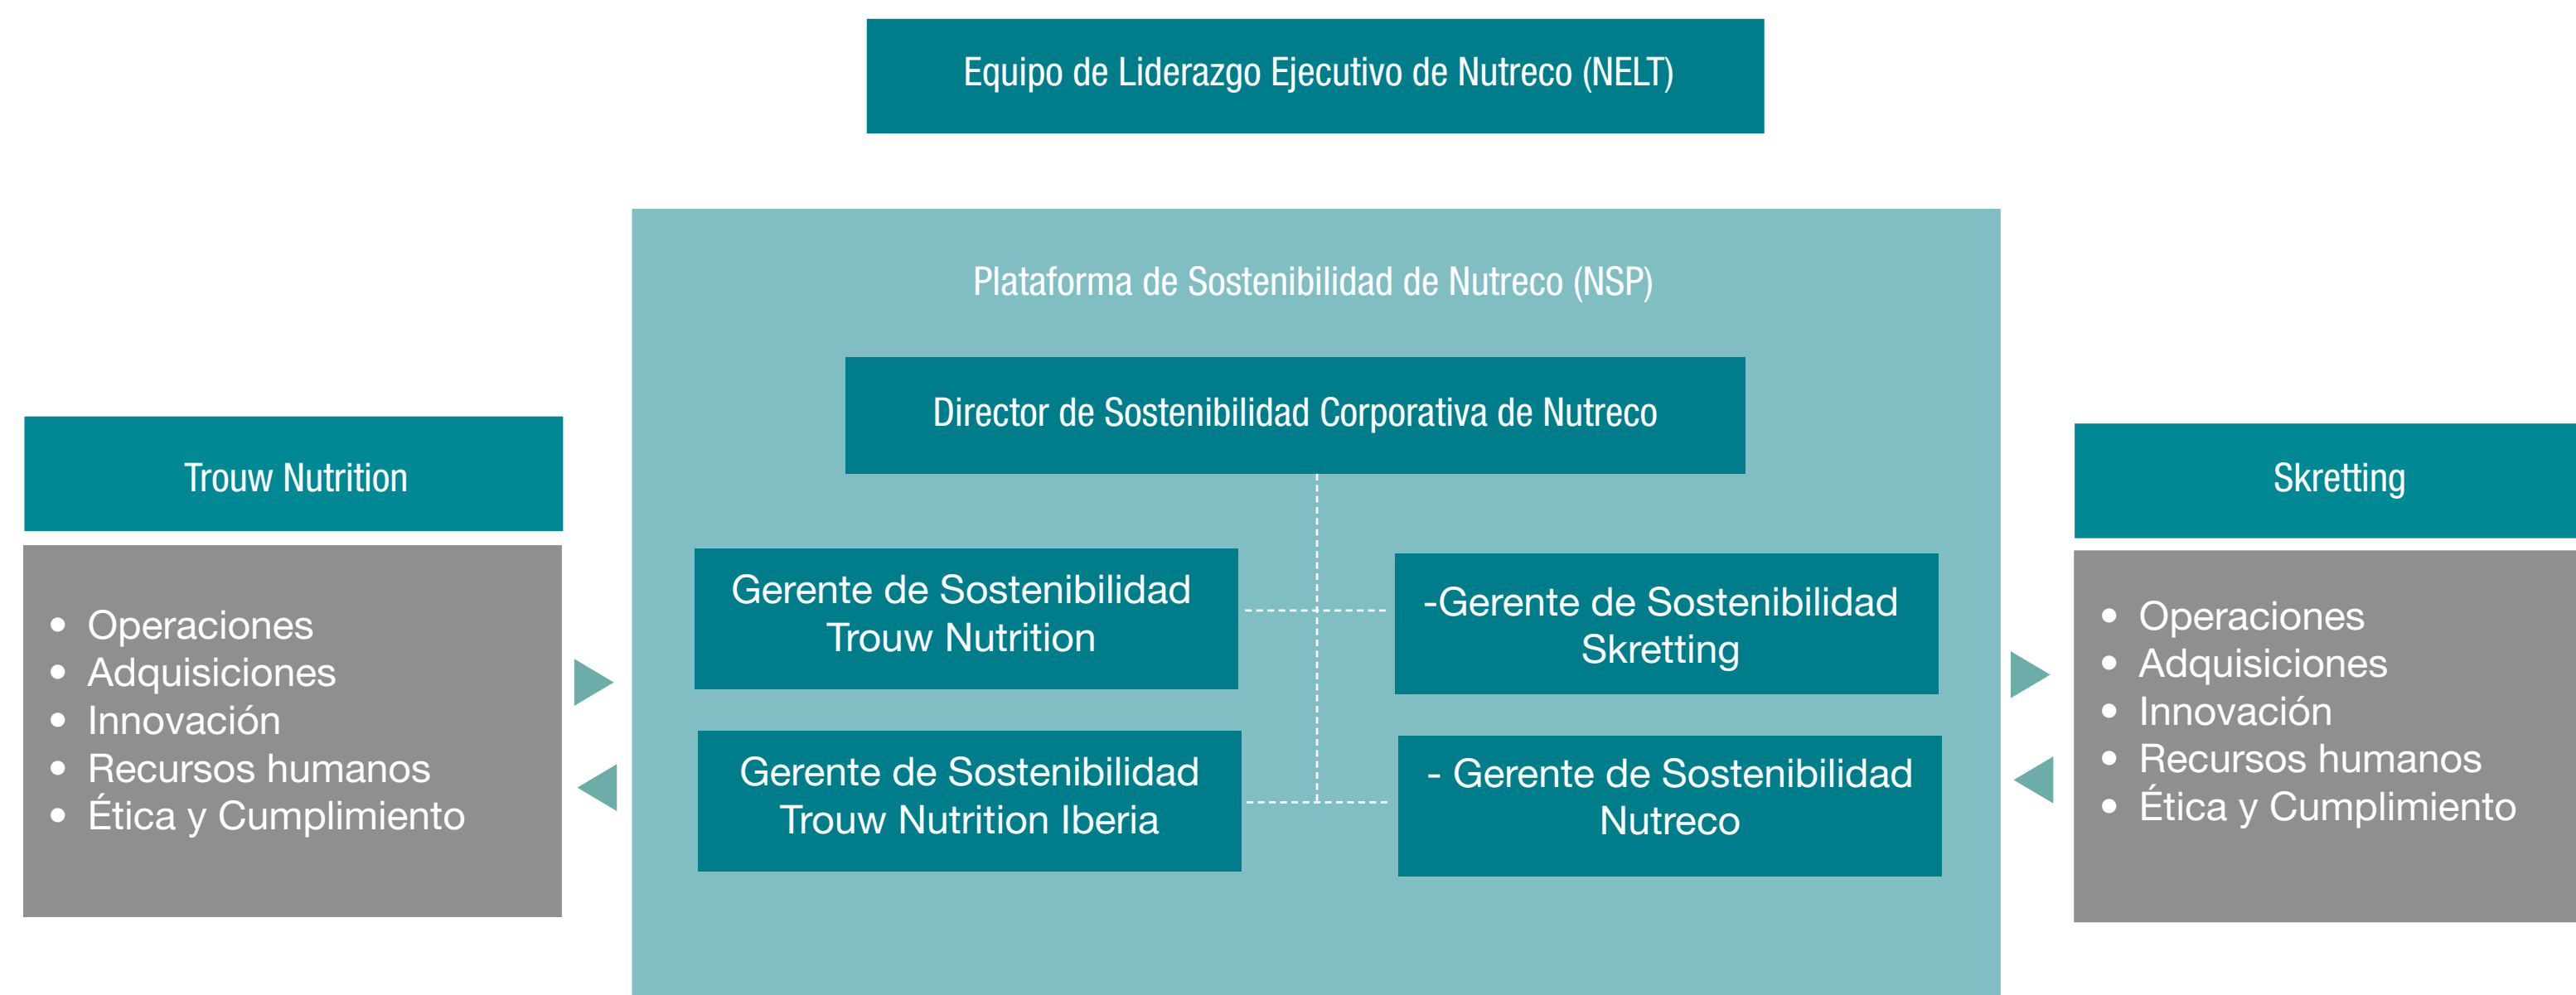 Equipo de Liderazgo Ejecutivo de Nutreco (NELT)
Plataforma de Sostenibilidad de Nutreco (NSP)
Director de Sostenibilidad Corporativa de Nutreco
Trouw Nutrition
• Operaciones
• Adquisiciones
• Innovación
• Recursos humanos
• Ética y Cumplimiento
Gerente de Sostenibilidad
Trouw Nutrition
-Gerente de Sostenibilidad
Skretting
Gerente de Sostenibilidad
Trouw Nutrition Iberia
- Gerente de Sostenibilidad
Nutreco
Skretting
• Operaciones
• Adquisiciones
• Innovación
• Recursos humanos
• Ética y Cumplimiento